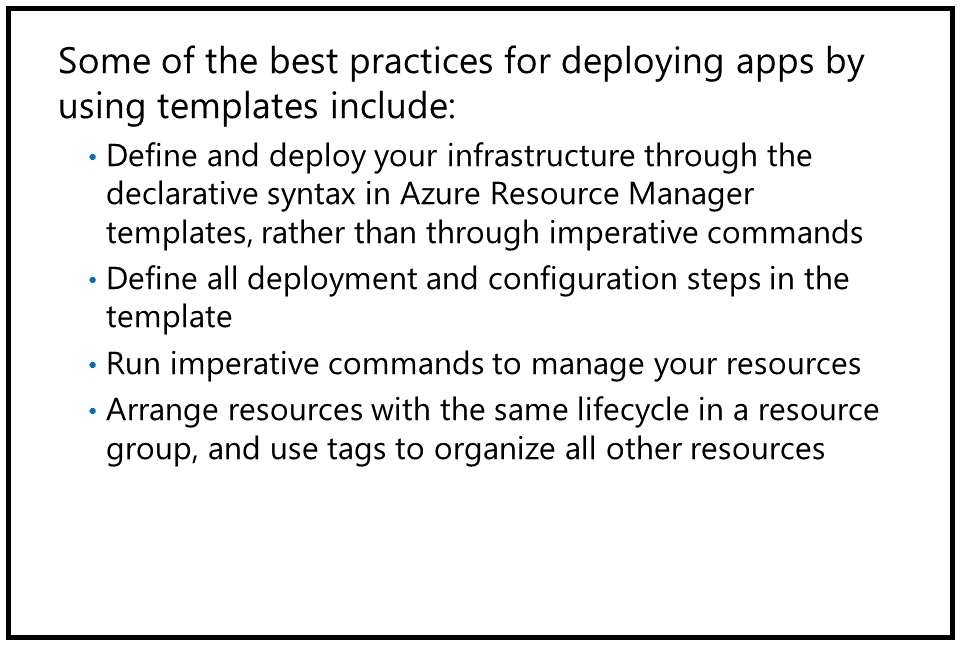 Some of the best practices for deploying apps by
using templates include:
• Define and deploy your infrastructure through the
declarative syntax in Azure Resource Manager
templates, rather than through imperative commands
• Define all deployment and configuration steps in the
template
• Run imperative commands to manage your resources
• Arrange resources with the same lifecycle in a resource
group, and use tags to organize all other resources